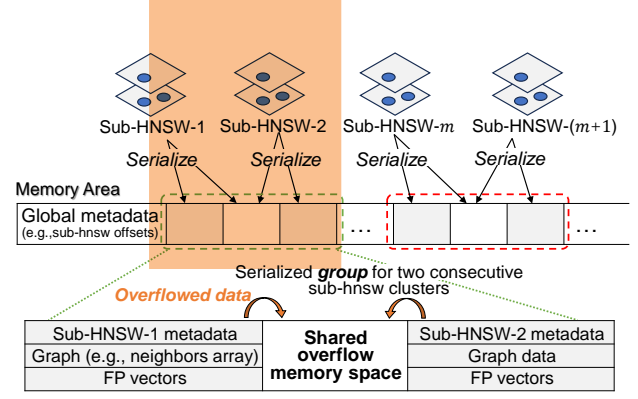 Sub-HNSW-1 Sub-HNSW-2 Sub-HNSW-m Sub-HNSW-(m+1)
Serialize Serialize Serialize Serialize
Memory Area
Global metadata
(e.g.,sub-hnsw offsets)
... ...
Overflowed data
Serialized group for two consecutive
sub-hnsw clusters
Sub-HNSW-1 metadata
Graph (e.g., neighbors array)
FP vectors
Shared
overflow
memory space
Sub-HNSW-2 metadata
Graph data
FP vectors